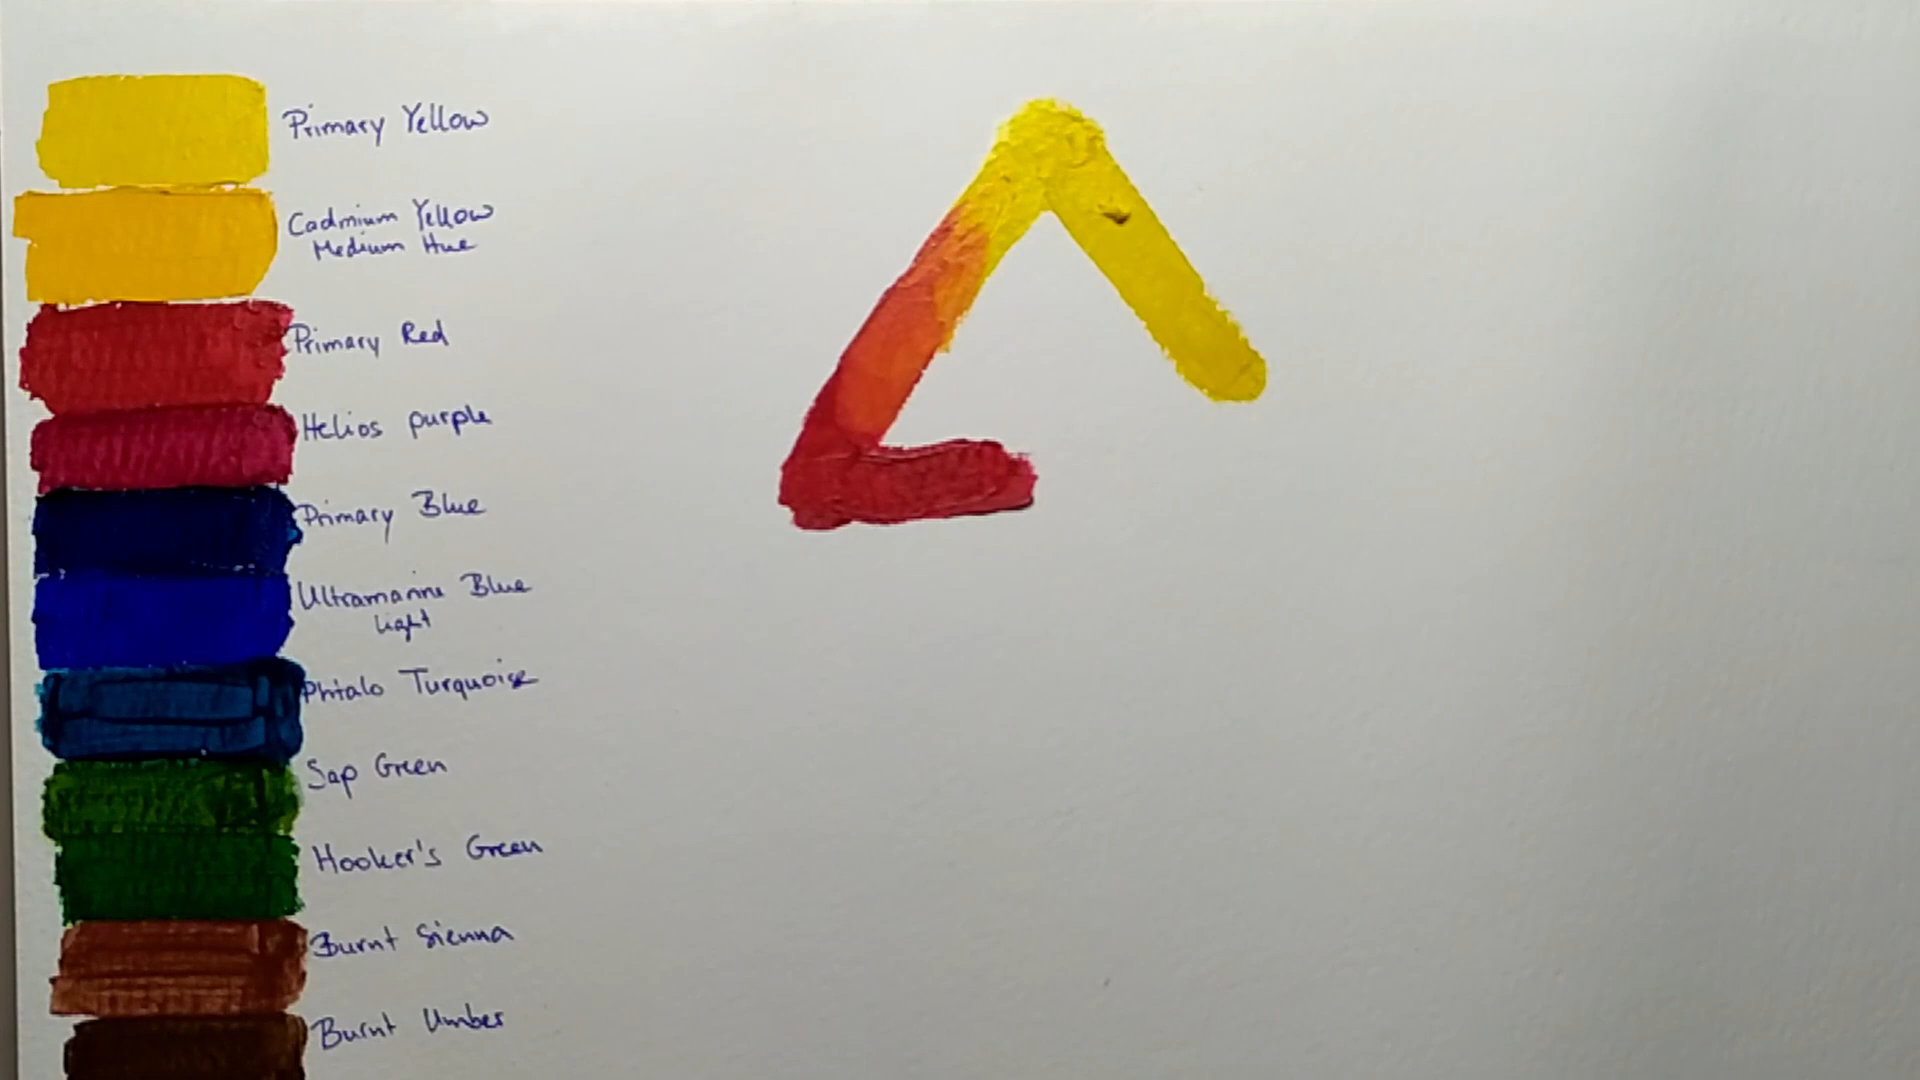 Primary Yellow
Cadmium Yellow
Medium Hue
Primary Red
Helios purple
Primary Blue
Ultramarine Blue
light
Phtalo Turquoise
Sap Green
Hooker's Green
Burnt Sienna
Burnt Umber